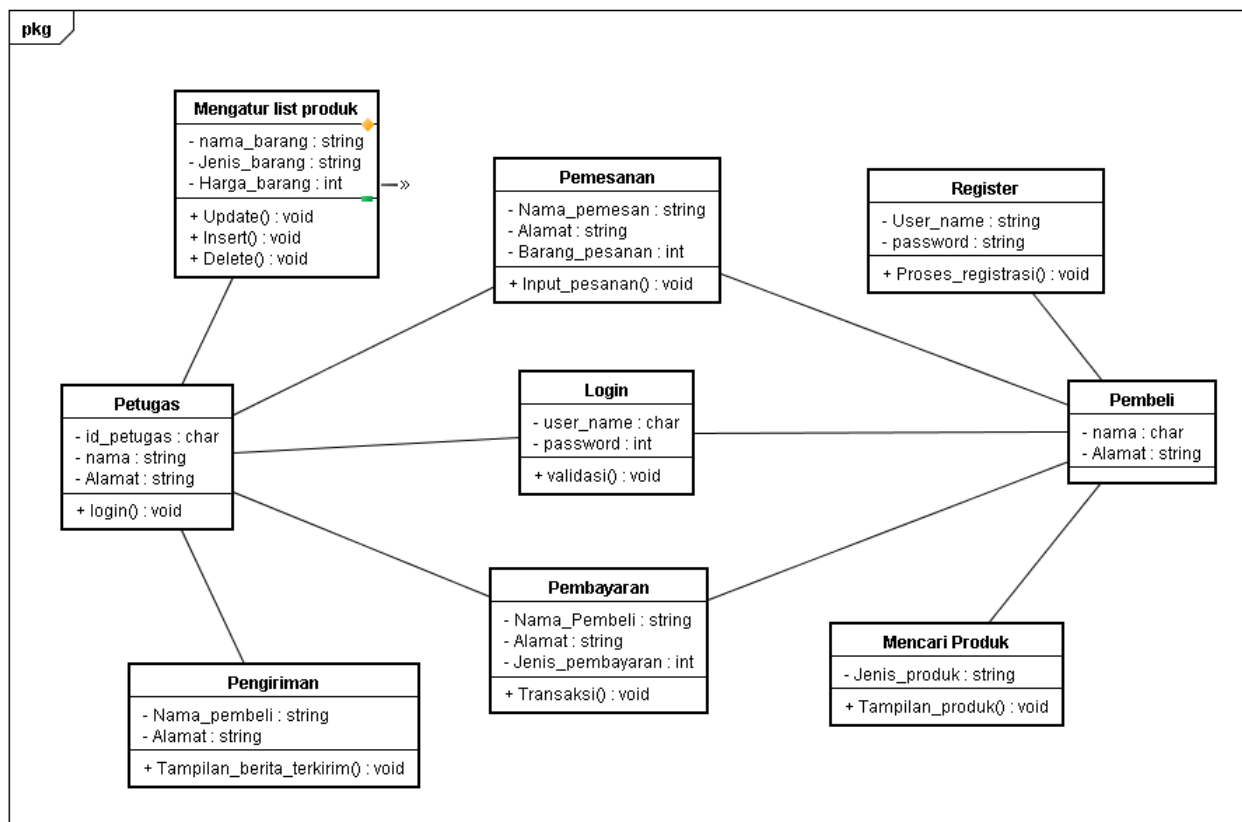 pkg
Mengatur list produk
- nama_barang : string
- Jenis_barang : string
- Harga_barang : int
+ Update() : void
+ Insert() : void
+ Delete() : void
Pemesanan
- Nama_pemesan : string
- Alamat : string
- Barang_pesanan : int
+ Input_pesanan() : void
Register
- User_name : string
- password : string
+ Proses_registrasi() : void
Petugas
- id_petugas : char
- nama : string
- Alamat : string
+ login() : void
Login
- user_name : char
- password : int
+ validasi() : void
Pembeli
- nama : char
- Alamat : string
Pengiriman
- Nama_pembeli : string
- Alamat : string
+ Tampilan_berita_terkirim() : void
Pembayaran
- Nama_Pembeli : string
- Alamat : string
- Jenis_pembayaran : int
+ Transaksi() : void
Mencari Produk
- Jenis_produk : string
+ Tampilan_produk() : void